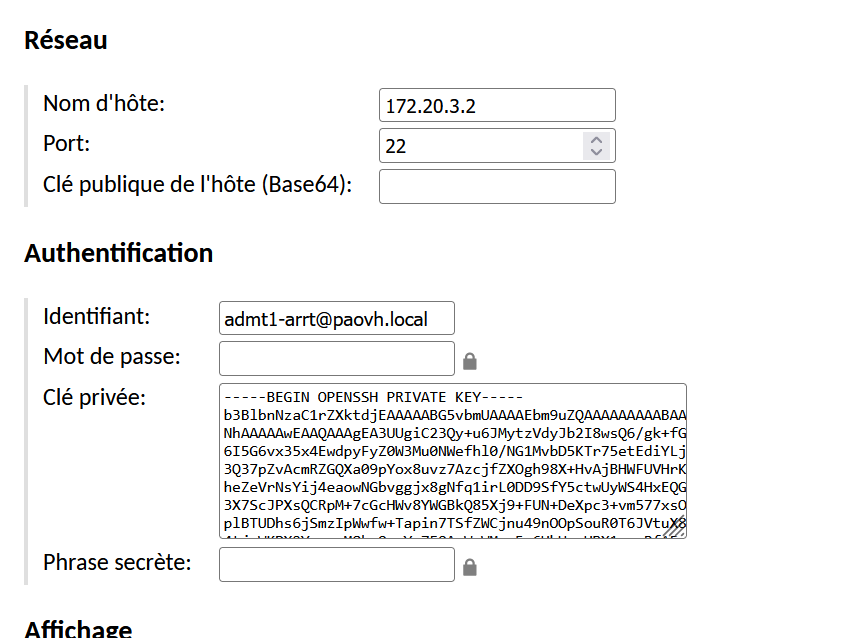 Réseau
Nom d'hôte: 172.20.3.2
Port: 22
Clé publique de l'hôte (Base64):
Authentification
Identifiant: admt1-arrt@paovh.local
Mot de passe:
Clé privée: -----BEGIN OPENSSH PRIVATE KEY-----
b3BlbnNzaC1rZXktdjEAAAAABG5vbmUAAAAEbm9uZQAAAAAAAAABAA
NhAAAAAwEAAQAAAgEA3UUgiC23Qy+u6JMytzVdyJb2I8wsQ6/gk+fG
6I5G6vx35x4EwdpyFyZ0W3Mu0NWefhl0/NG1MvbD5KTr75etEdiYLj
3Q37pZvAcmRZGQXa09pYox8uvz7AzcjfZXOgh98X+HvAjBHWFUVHrK
heZeVrNsYij4eaowNGbvggjx8gNfq1irL0DD9SfY5ctwUyWS4HxEQG
3X7ScJPXsQCRpM+7cGcHWv8YWGBkQ85Xj9+FUN+DeXpc3+vm577xsO
plBTUDhs6jSmzIpWwfw+Tapin7TSfZWCjnu49nOOpSouR0T6JVtuX8
Phrase secrète:
Affichage